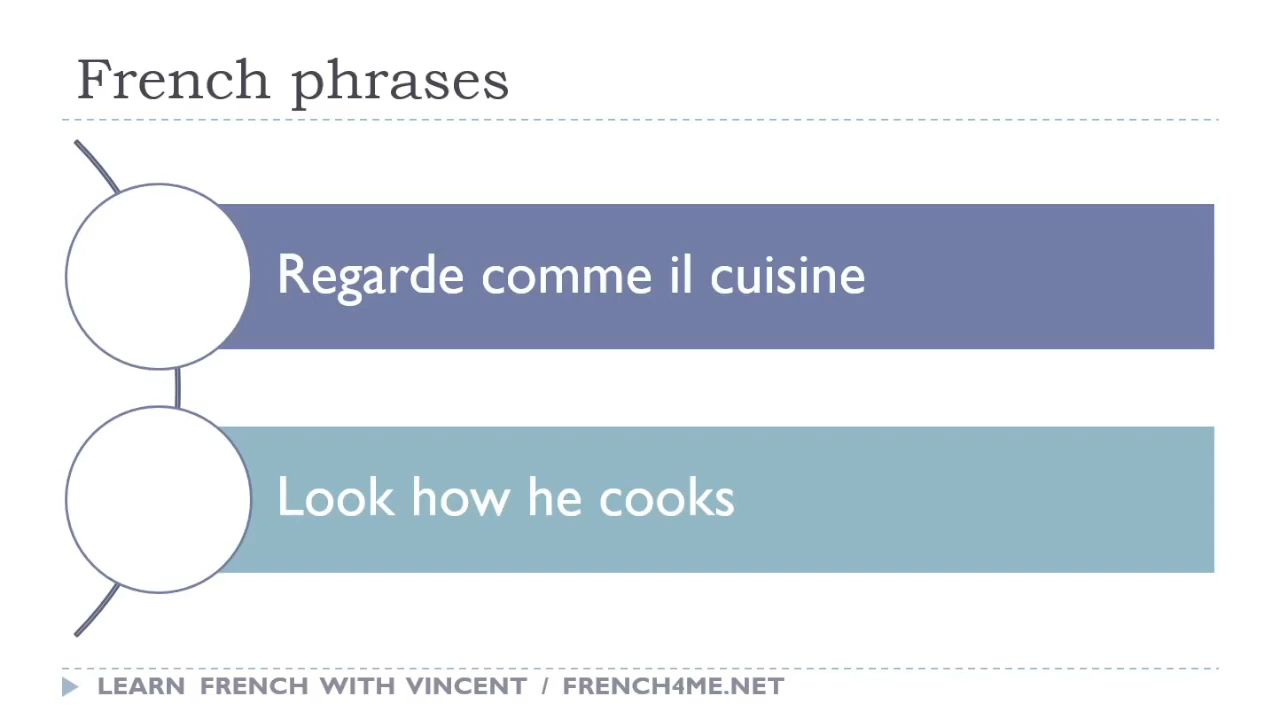 French phrases
Regarde comme il cuisine
Look how he cooks
LEARN FRENCH WITH VINCENT / FRENCH4ME.NET